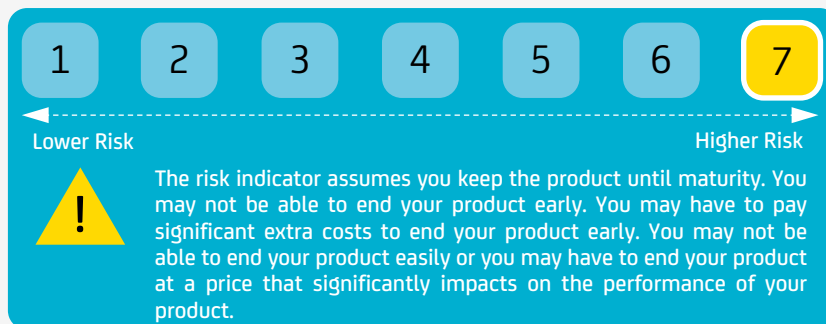 1 2 3 4 5 6 7
Lower Risk Higher Risk
!
The risk indicator assumes you keep the product until maturity. You
may not be able to end your product early. You may have to pay
significant extra costs to end your product early. You may not be
able to end your product easily or you may have to end your product
at a price that significantly impacts on the performance of your
product.